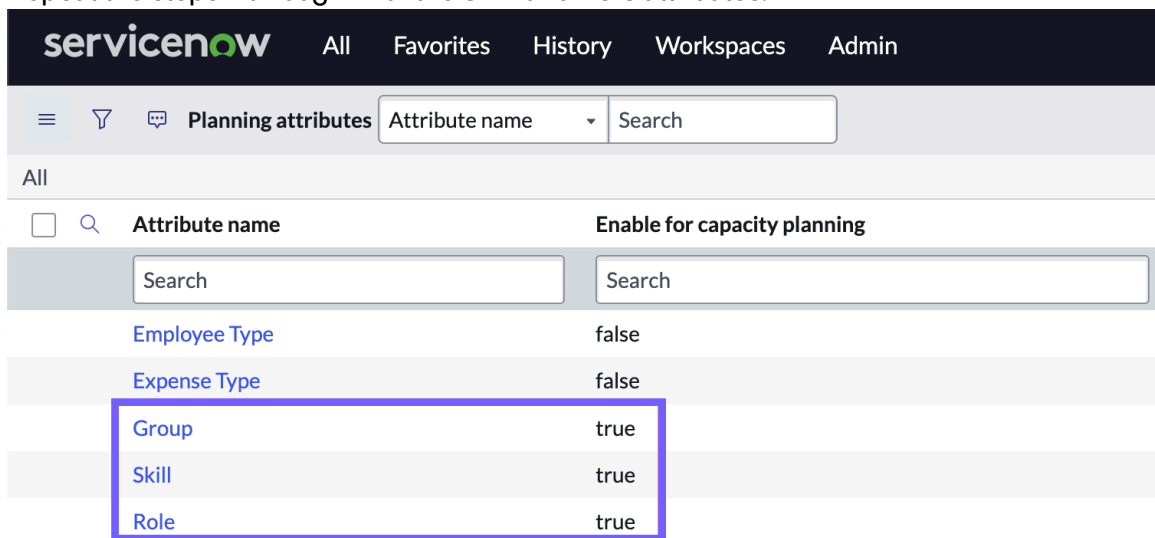 servicenow All Favorites History Workspaces Admin
Planning attributes Attribute name Search
All
Attribute name Enable for capacity planning
Search Search
Employee Type false
Expense Type false
Group true
Skill true
Role true